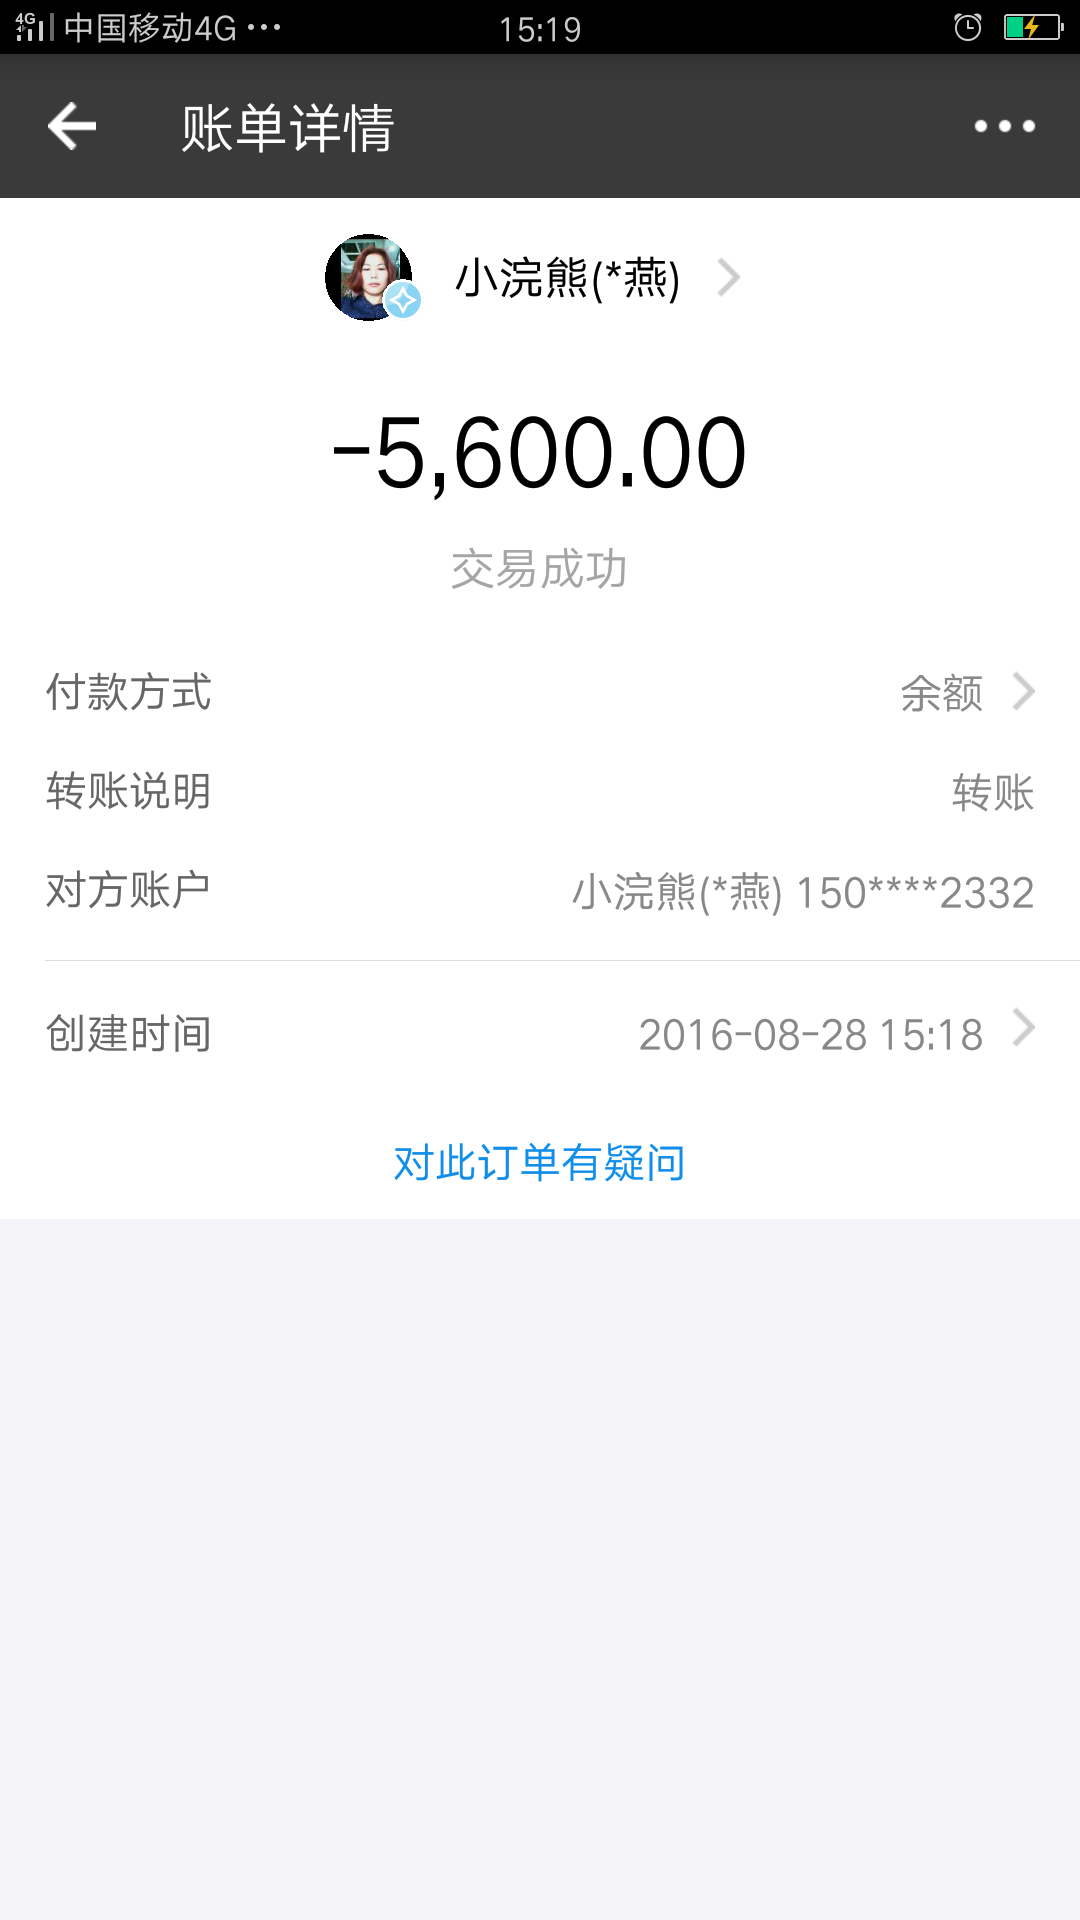 4G 中国移动4G ··· 15:19
账单详情
小浣熊(*燕)
-5,600.00
交易成功
付款方式 余额
转账说明 转账
对方账户 小浣熊(*燕) 150****2332
创建时间 2016-08-28 15:18
对此订单有疑问